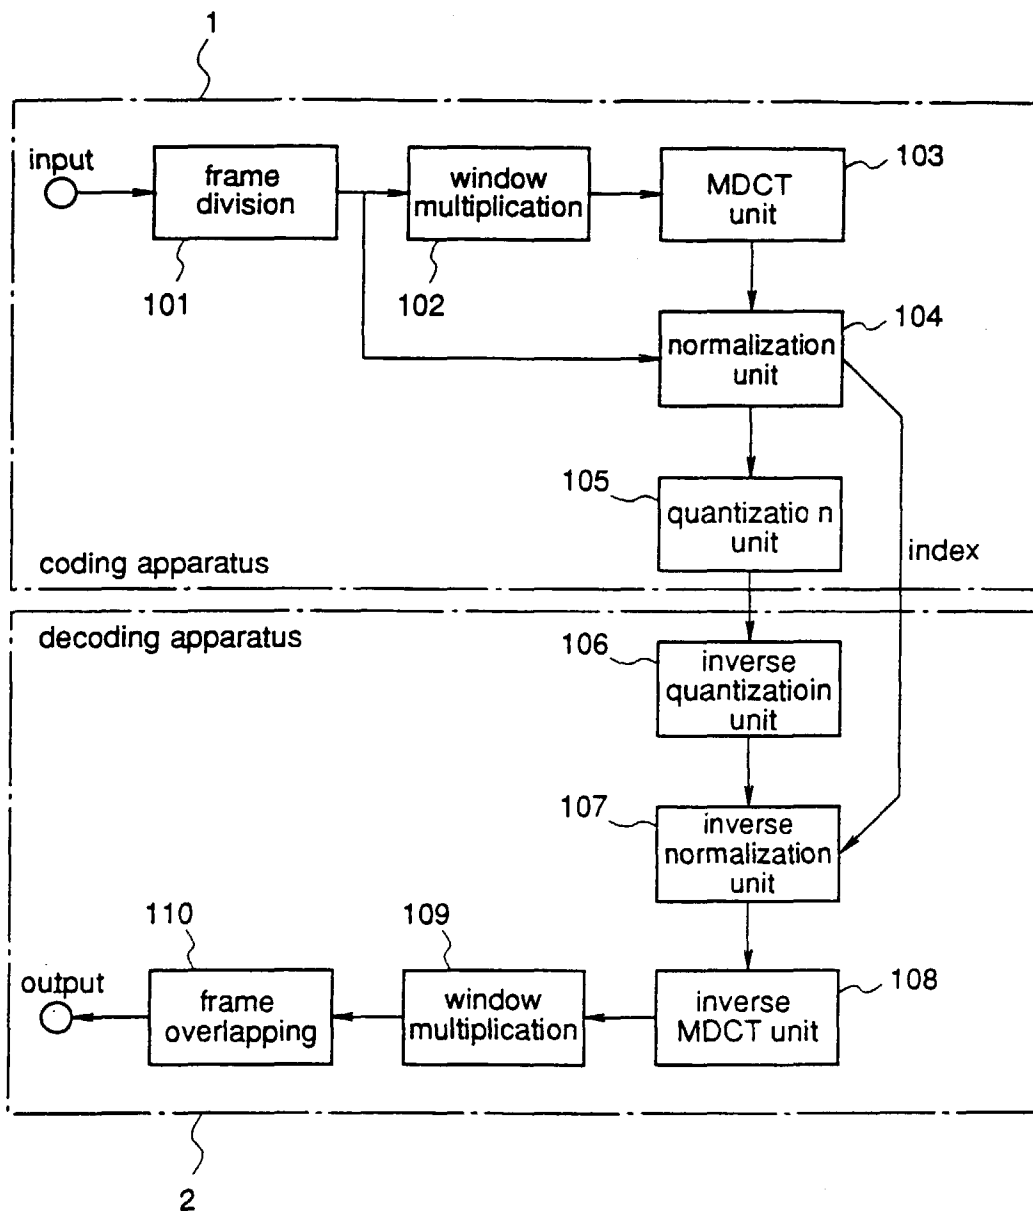 1
input
frame
division
101
window
multiplication
102
MDCT
unit
103
normalization
unit
104
105
quantization
unit
index
coding apparatus
decoding apparatus
106
inverse
quantizatioin
unit
107
inverse
normalization
unit
110
109
output
frame
overlapping
window
multiplication
inverse
MDCT unit
108
2